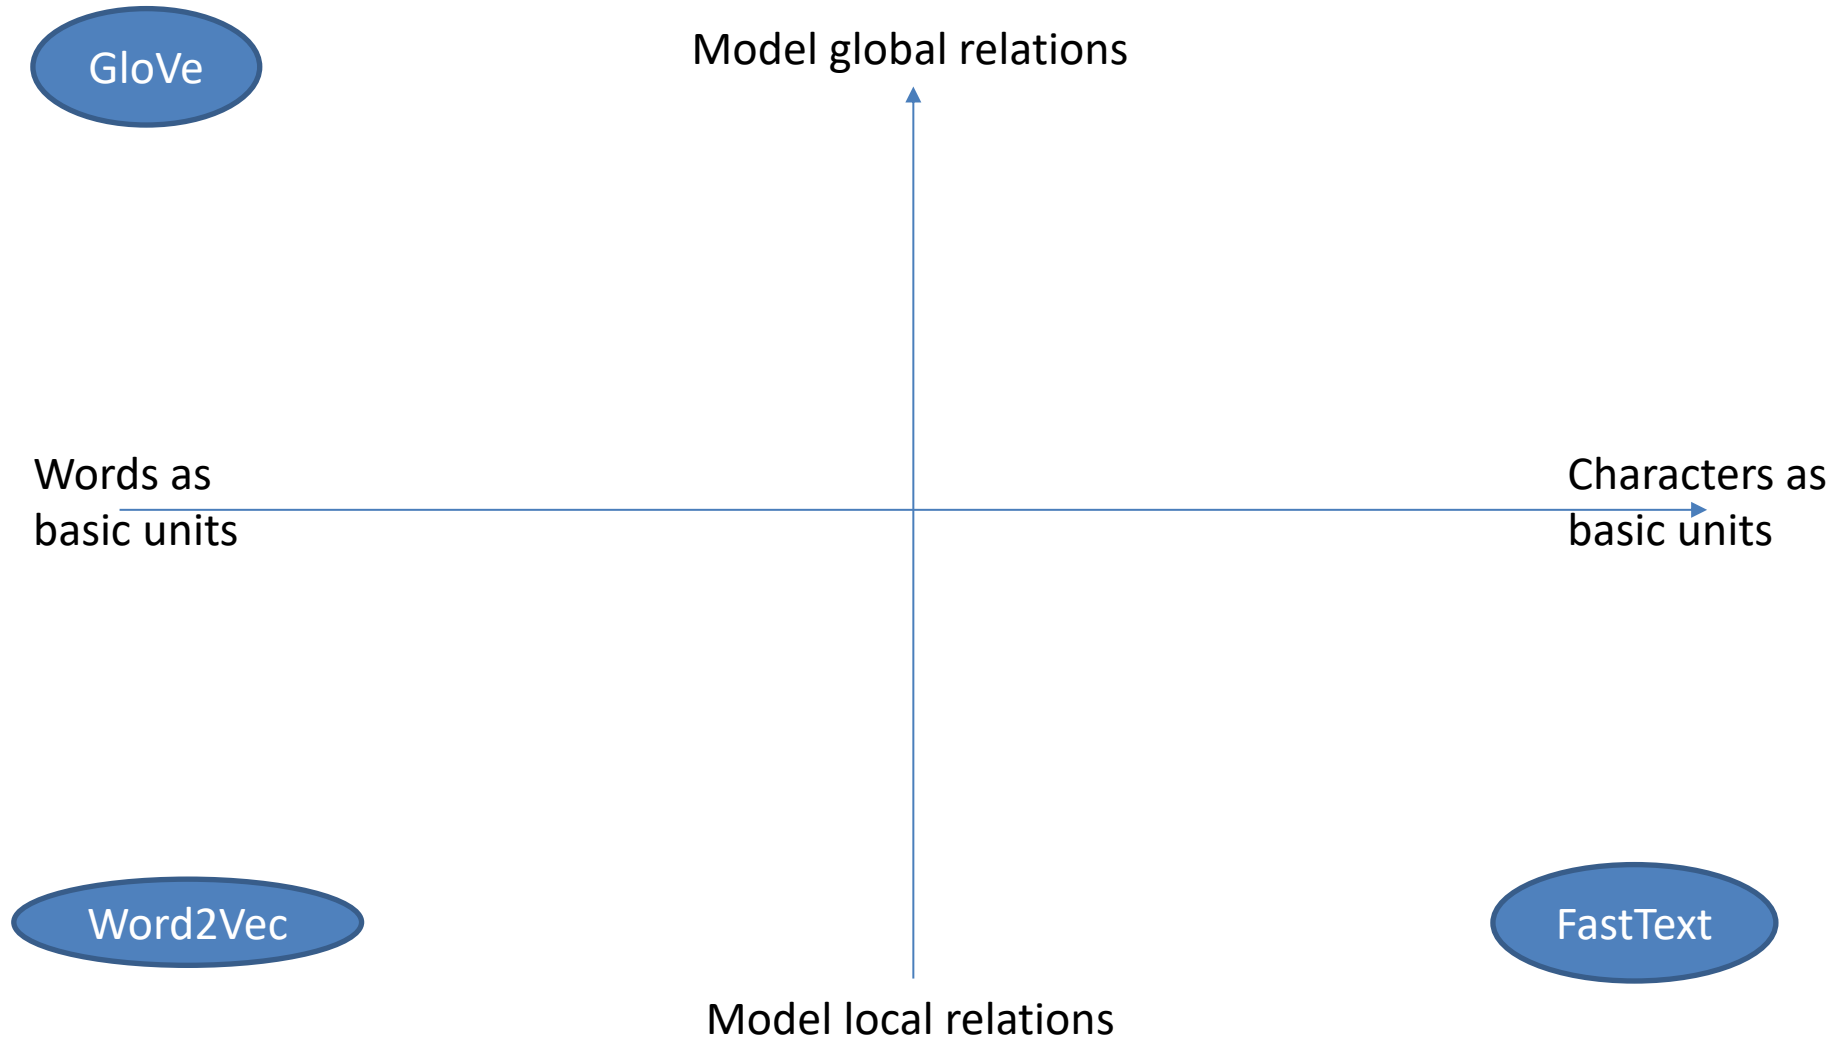 GloVe
Model global relations
Words as
basic units
Characters as
basic units
Word2Vec
FastText
Model local relations